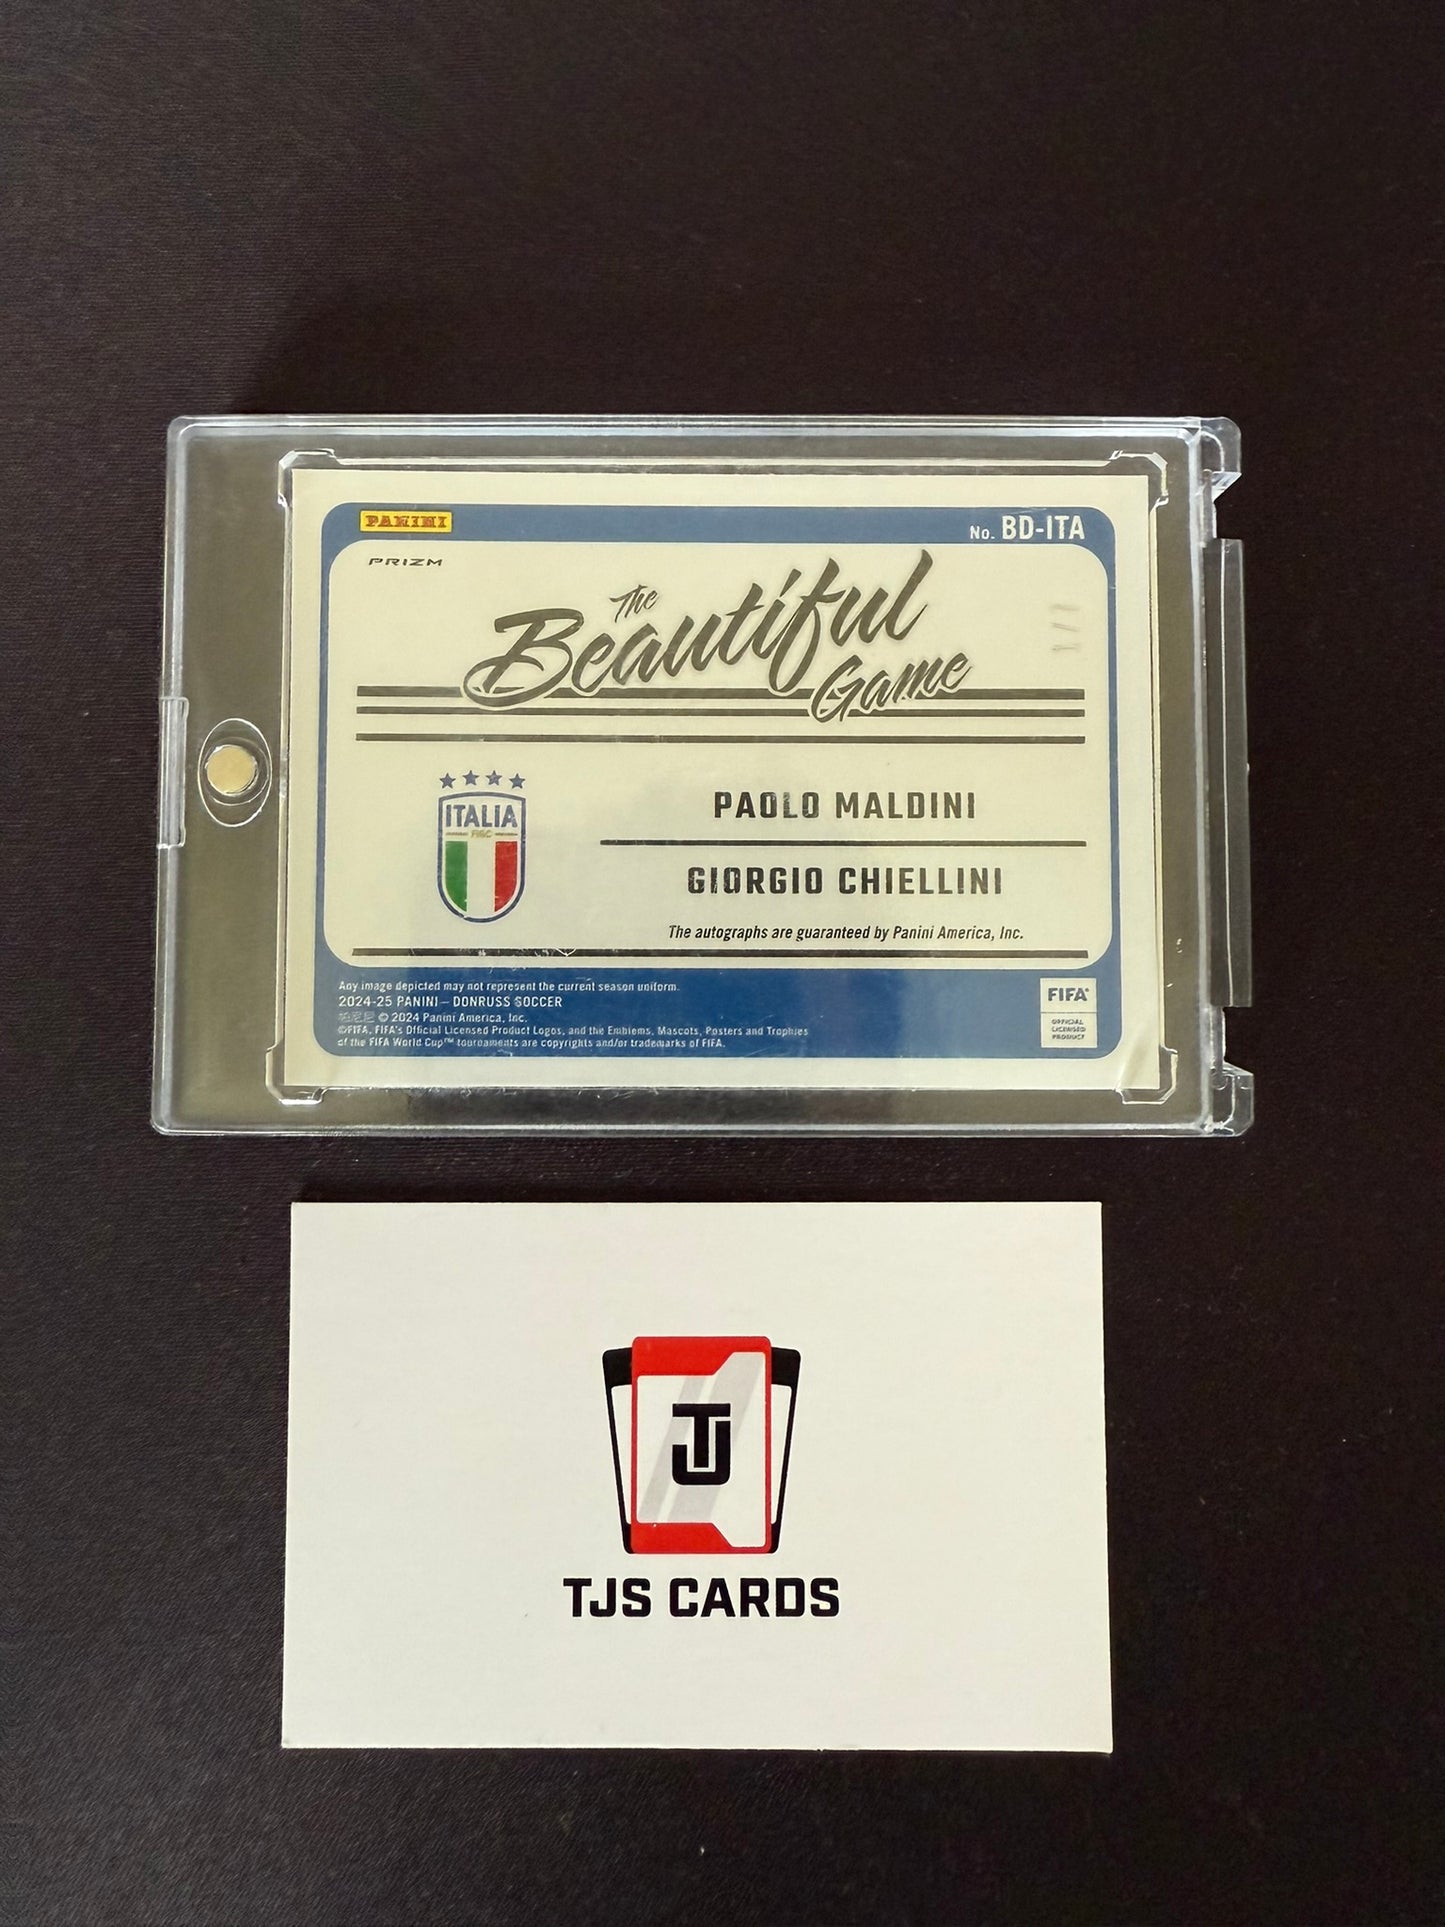 PANINI
No. BD-ITA
PRIZM
The
Beautiful
Game
1/1
ITALIA
FIGC
PAOLO MALDINI
GIORGIO CHIELLINI
The autographs are guaranteed by Panini America, Inc.
Any image depicted may not represent the current season uniform.
2024-25 PANINI – DONRUSS SOCCER
© 2024 Panini America, Inc.
©FIFA, FIFA's Official Licensed Product Logos, and the Emblems, Mascots, Posters and Trophies
of the FIFA World Cup™ tournaments are copyrights and/or trademarks of FIFA.
FIFA®
OFFICIAL
LICENSED
PRODUCT
TJ
TJS CARDS